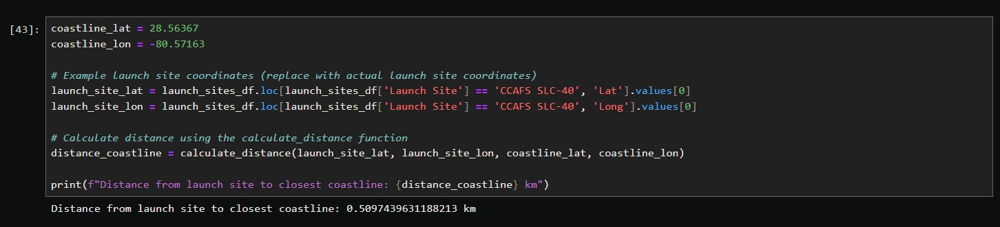 [43]: coastline_lat = 28.56367
coastline_lon = -80.57163
# Example launch site coordinates (replace with actual launch site coordinates)
launch_site_lat = launch_sites_df.loc[launch_sites_df['Launch Site'] == 'CCAFS SLC-40', 'Lat'].values[0]
launch_site_lon = launch_sites_df.loc[launch_sites_df['Launch Site'] == 'CCAFS SLC-40', 'Long'].values[0]
# Calculate distance using the calculate_distance function
distance_coastline = calculate_distance(launch_site_lat, launch_site_lon, coastline_lat, coastline_lon)
print(f"Distance from launch site to closest coastline: {distance_coastline} km")
Distance from launch site to closest coastline: 0.5097439631188213 km